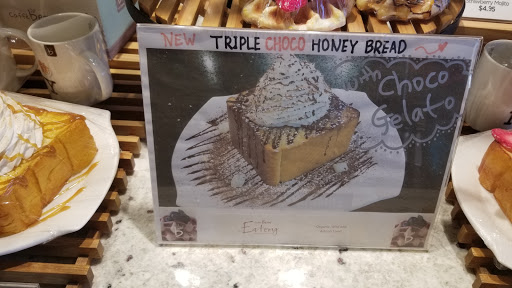 Strawberry Mojito
$4.95
NEW TRIPLE CHOCO HONEY BREAD
with
Choco
Gelato